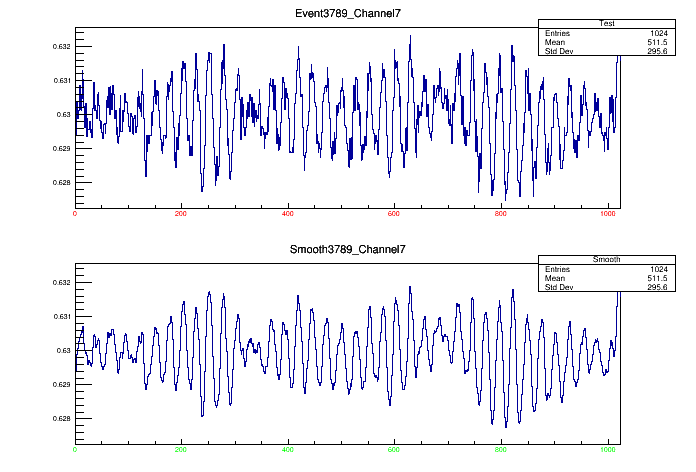 Event3789_Channel7
Test
Entries 1024
Mean 511.5
Std Dev 295.6
0.632
0.631
0.63
0.629
0.628
0 200 400 600 800 1000
Smooth3789_Channel7
Smooth
Entries 1024
Mean 511.5
Std Dev 295.6
0.632
0.631
0.63
0.629
0.628
0 200 400 600 800 1000